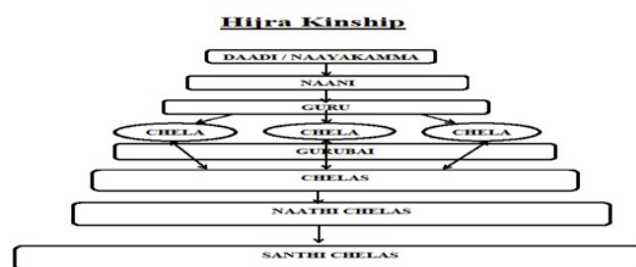 Hijra Kinship
DAADI / NAAYAKAMMA
NAANI
GURU
CHELA CHELA CHELA
GURUBAI
CHELAS
NAATHI CHELAS
SANTHI CHELAS